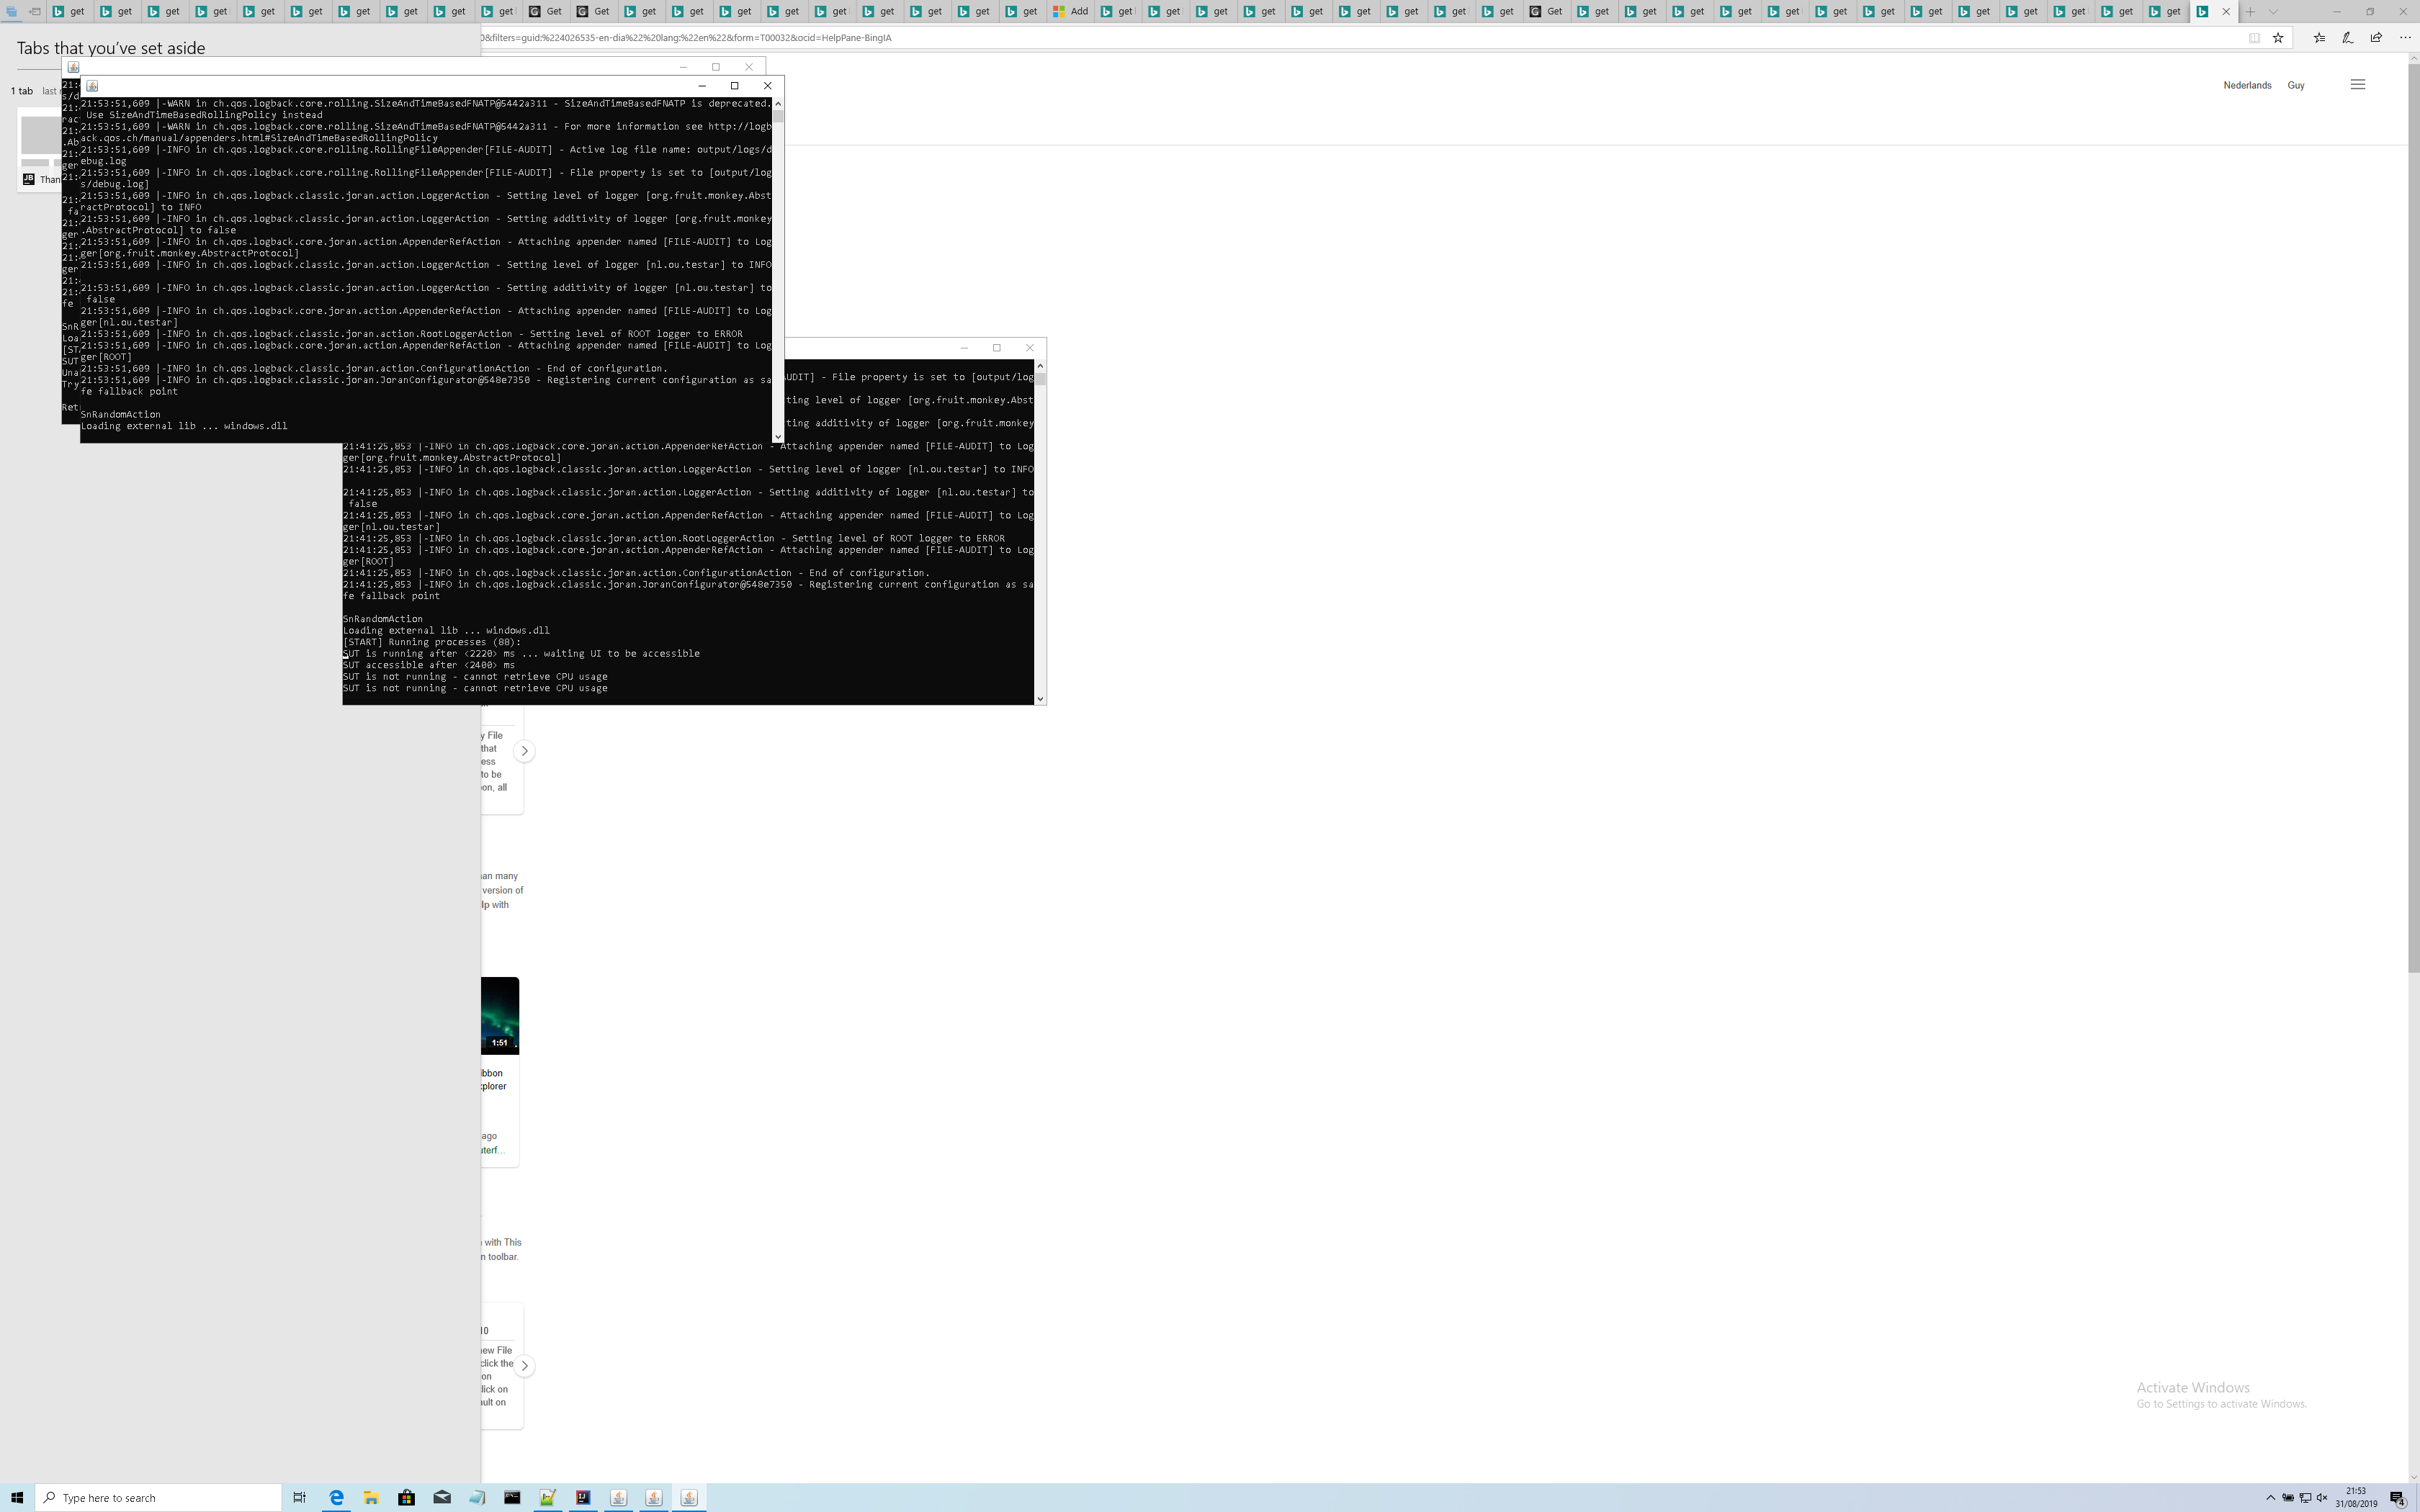 get get get get get get get get get get Get Get get get get get get get get get get Add get get get get get get get get get Get get get get get get get get get get get get get
Tabs that you've set aside
0&filters=guid:%224026535-en-dia%22%20lang:%22en%22&form=T00032&ocid=HelpPane-BingIA
1 tab
Nederlands Guy
21:53:51,609 |-WARN in ch.qos.logback.core.rolling.SizeAndTimeBasedFNATP@5442a311 - SizeAndTimeBasedFNATP is deprecated.
Use SizeAndTimeBasedRollingPolicy instead
21:53:51,609 |-WARN in ch.qos.logback.core.rolling.SizeAndTimeBasedFNATP@5442a311 - For more information see http://logb
ack.qos.ch/manual/appenders.html#SizeAndTimeBasedRollingPolicy
21:53:51,609 |-INFO in ch.qos.logback.core.rolling.RollingFileAppender[FILE-AUDIT] - Active log file name: output/logs/d
ebug.log
21:53:51,609 |-INFO in ch.qos.logback.core.rolling.RollingFileAppender[FILE-AUDIT] - File property is set to [output/log
s/debug.log]
21:53:51,609 |-INFO in ch.qos.logback.classic.joran.action.LoggerAction - Setting level of logger [org.fruit.monkey.Abst
ractProtocol] to INFO
21:53:51,609 |-INFO in ch.qos.logback.classic.joran.action.LoggerAction - Setting additivity of logger [org.fruit.monkey
.AbstractProtocol] to false
21:53:51,609 |-INFO in ch.qos.logback.core.joran.action.AppenderRefAction - Attaching appender named [FILE-AUDIT] to Log
ger[org.fruit.monkey.AbstractProtocol]
21:53:51,609 |-INFO in ch.qos.logback.classic.joran.action.LoggerAction - Setting level of logger [nl.ou.testar] to INFO
21:53:51,609 |-INFO in ch.qos.logback.classic.joran.action.LoggerAction - Setting additivity of logger [nl.ou.testar] to
false
21:53:51,609 |-INFO in ch.qos.logback.core.joran.action.AppenderRefAction - Attaching appender named [FILE-AUDIT] to Log
ger[nl.ou.testar]
21:53:51,609 |-INFO in ch.qos.logback.classic.joran.action.RootLoggerAction - Setting level of ROOT logger to ERROR
21:53:51,609 |-INFO in ch.qos.logback.core.joran.action.AppenderRefAction - Attaching appender named [FILE-AUDIT] to Log
ger[ROOT]
21:53:51,609 |-INFO in ch.qos.logback.classic.joran.action.ConfigurationAction - End of configuration.
21:53:51,609 |-INFO in ch.qos.logback.classic.joran.JoranConfigurator@548e7350 - Registering current configuration as sa
fe fallback point
SnRandomAction
Loading external lib ... windows.dll
UDIT] - File property is set to [output/log
ting level of logger [org.fruit.monkey.Abst
ting additivity of logger [org.fruit.monkey
21:41:25,853 |-INFO in ch.qos.logback.core.joran.action.AppenderRefAction - Attaching appender named [FILE-AUDIT] to Log
ger[org.fruit.monkey.AbstractProtocol]
21:41:25,853 |-INFO in ch.qos.logback.classic.joran.action.LoggerAction - Setting level of logger [nl.ou.testar] to INFO
21:41:25,853 |-INFO in ch.qos.logback.classic.joran.action.LoggerAction - Setting additivity of logger [nl.ou.testar] to
false
21:41:25,853 |-INFO in ch.qos.logback.core.joran.action.AppenderRefAction - Attaching appender named [FILE-AUDIT] to Log
ger[nl.ou.testar]
21:41:25,853 |-INFO in ch.qos.logback.classic.joran.action.RootLoggerAction - Setting level of ROOT logger to ERROR
21:41:25,853 |-INFO in ch.qos.logback.core.joran.action.AppenderRefAction - Attaching appender named [FILE-AUDIT] to Log
ger[ROOT]
21:41:25,853 |-INFO in ch.qos.logback.classic.joran.action.ConfigurationAction - End of configuration.
21:41:25,853 |-INFO in ch.qos.logback.classic.joran.JoranConfigurator@548e7350 - Registering current configuration as sa
fe fallback point
SnRandomAction
Loading external lib ... windows.dll
[START] Running processes (88):
SUT is running after <2220> ms ... waiting UI to be accessible
SUT accessible after <2400> ms
SUT is not running - cannot retrieve CPU usage
SUT is not running - cannot retrieve CPU usage
y File
that
ess
to be
on, all
an many
version of
lp with
1:51
ibbon
xplorer
ago
uterf...
with This
n toolbar.
10
new File
click the
on
lick on
ault on
Activate Windows
Go to Settings to activate Windows.
Type here to search
21:53
31/08/2019
4